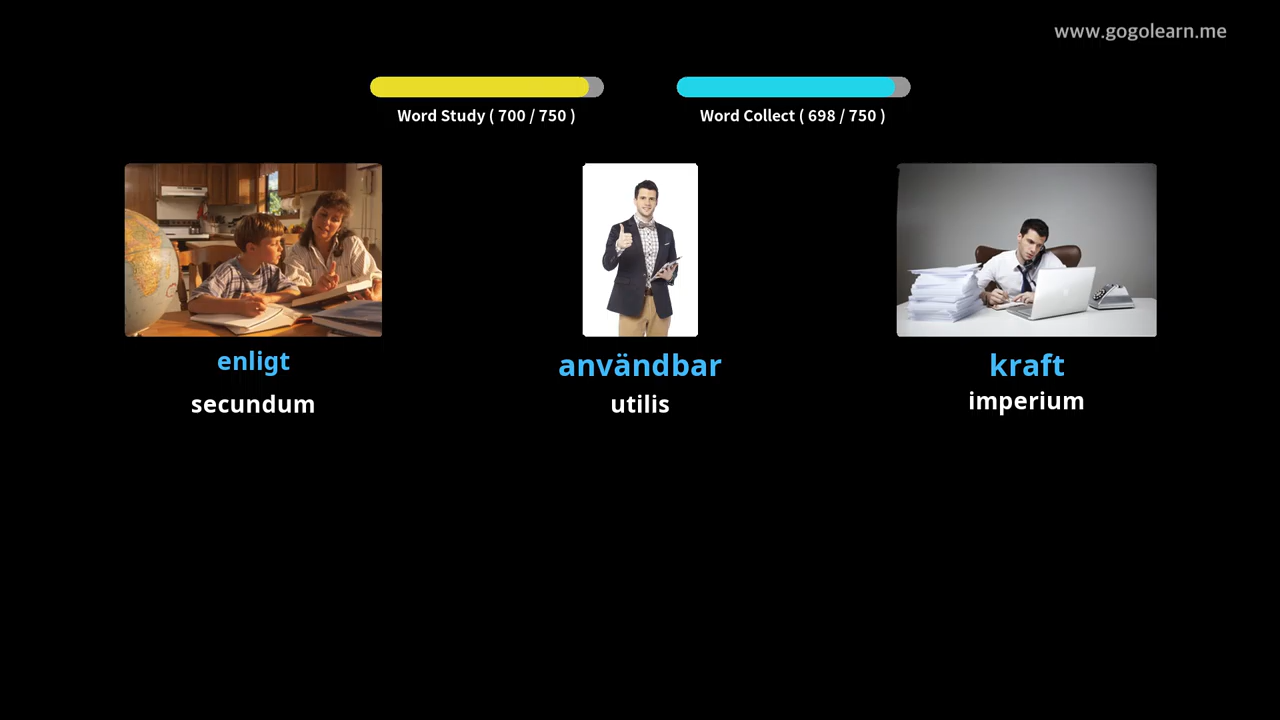 www.gogolearn.me
Word Study ( 700 / 750 )
Word Collect ( 698 / 750 )
enligt
secundum
användbar
utilis
kraft
imperium